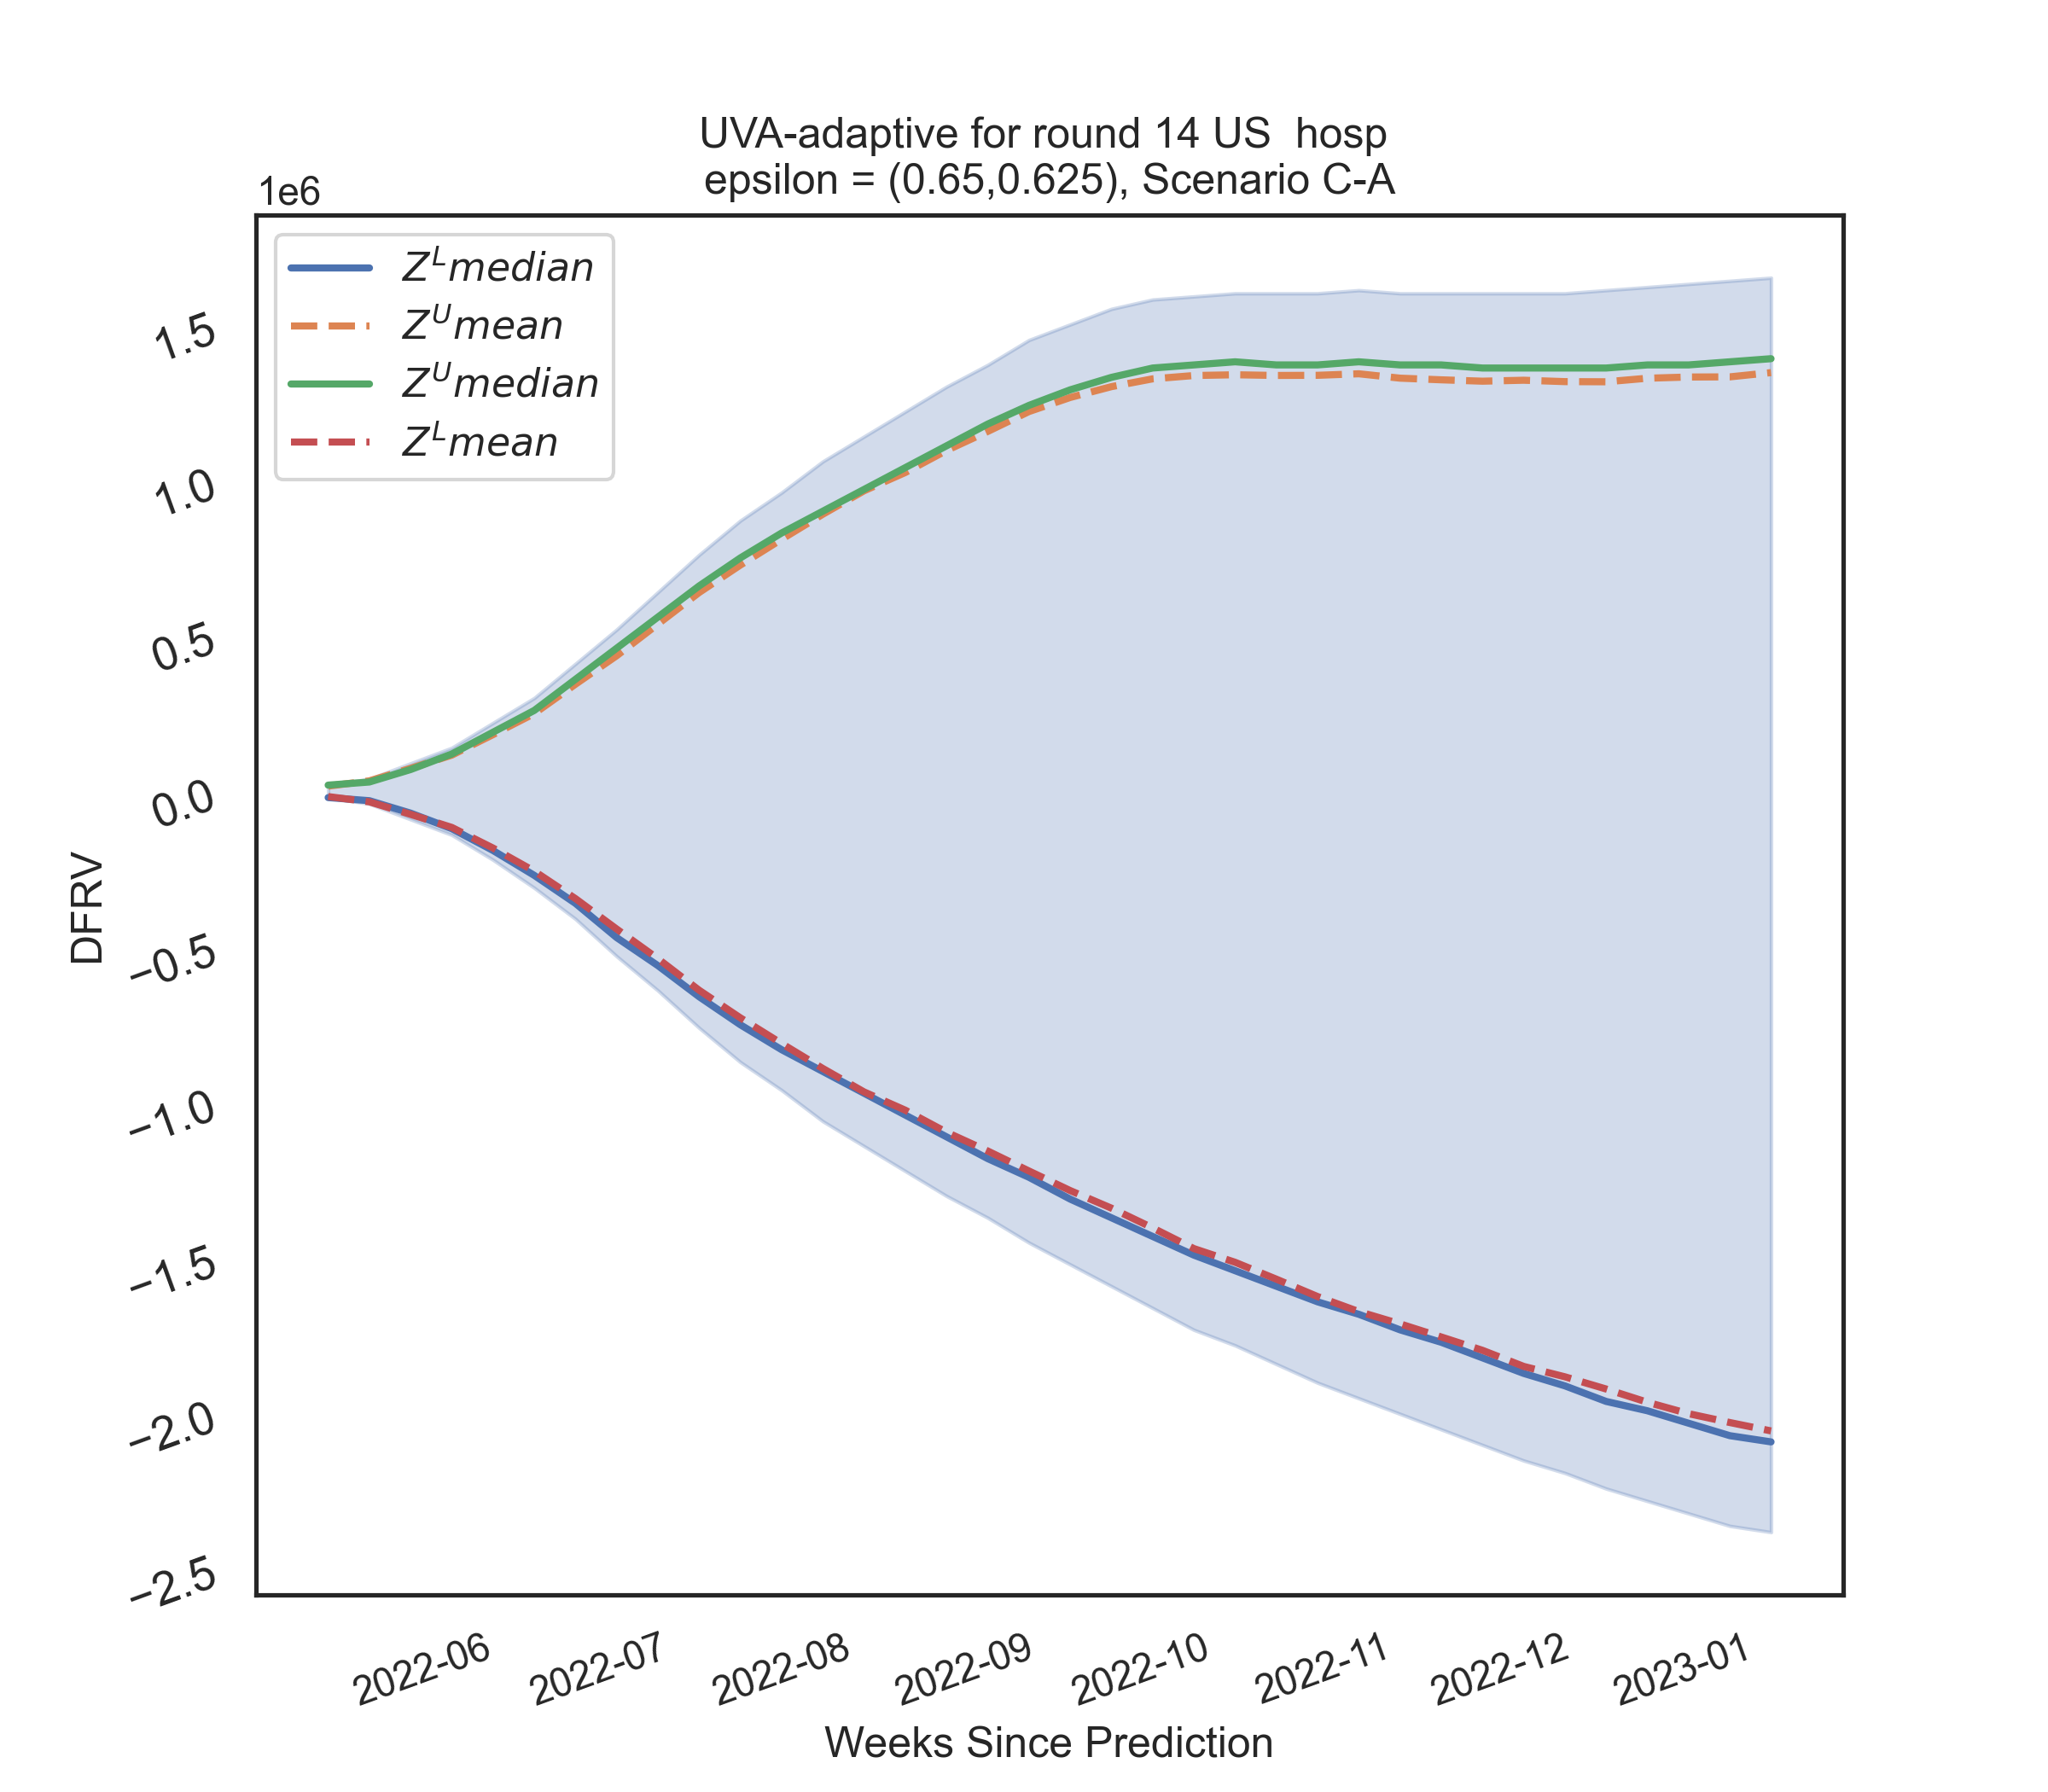 UVA-adaptive for round 14 US  hosp
epsilon = (0.65,0.625), Scenario C-A
1e6
Z^L median
Z^U mean
Z^U median
Z^L mean
1.5
1.0
0.5
0.0
−0.5
−1.0
−1.5
−2.0
−2.5
DFRV
2022-06
2022-07
2022-08
2022-09
2022-10
2022-11
2022-12
2023-01
Weeks Since Prediction